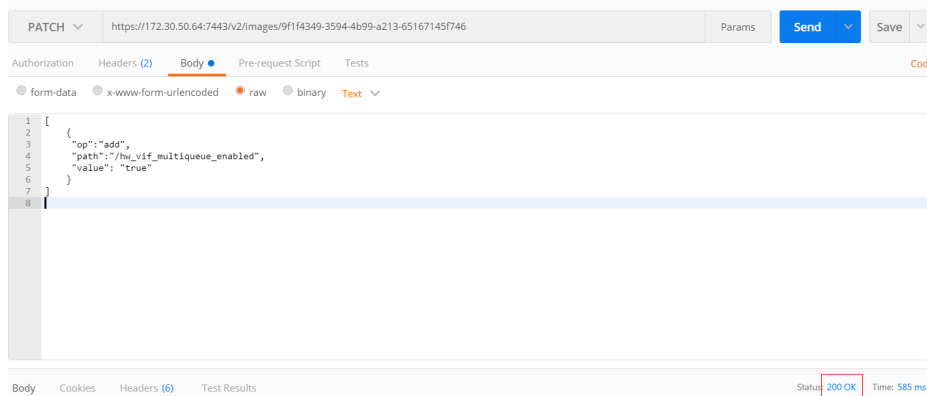 PATCH https://172.30.50.64:7443/v2/images/9f1f4349-3594-4b99-a213-65167145f746 Params Send Save
Authorization Headers (2) Body Pre-request Script Tests Cod
form-data x-www-form-urlencoded raw binary Text
1 [
2 {
3 "op":"add",
4 "path":"/hw_vif_multiqueue_enabled",
5 "value": "true"
6 }
7 ]
8
Body Cookies Headers (6) Test Results Status: 200 OK Time: 585 ms